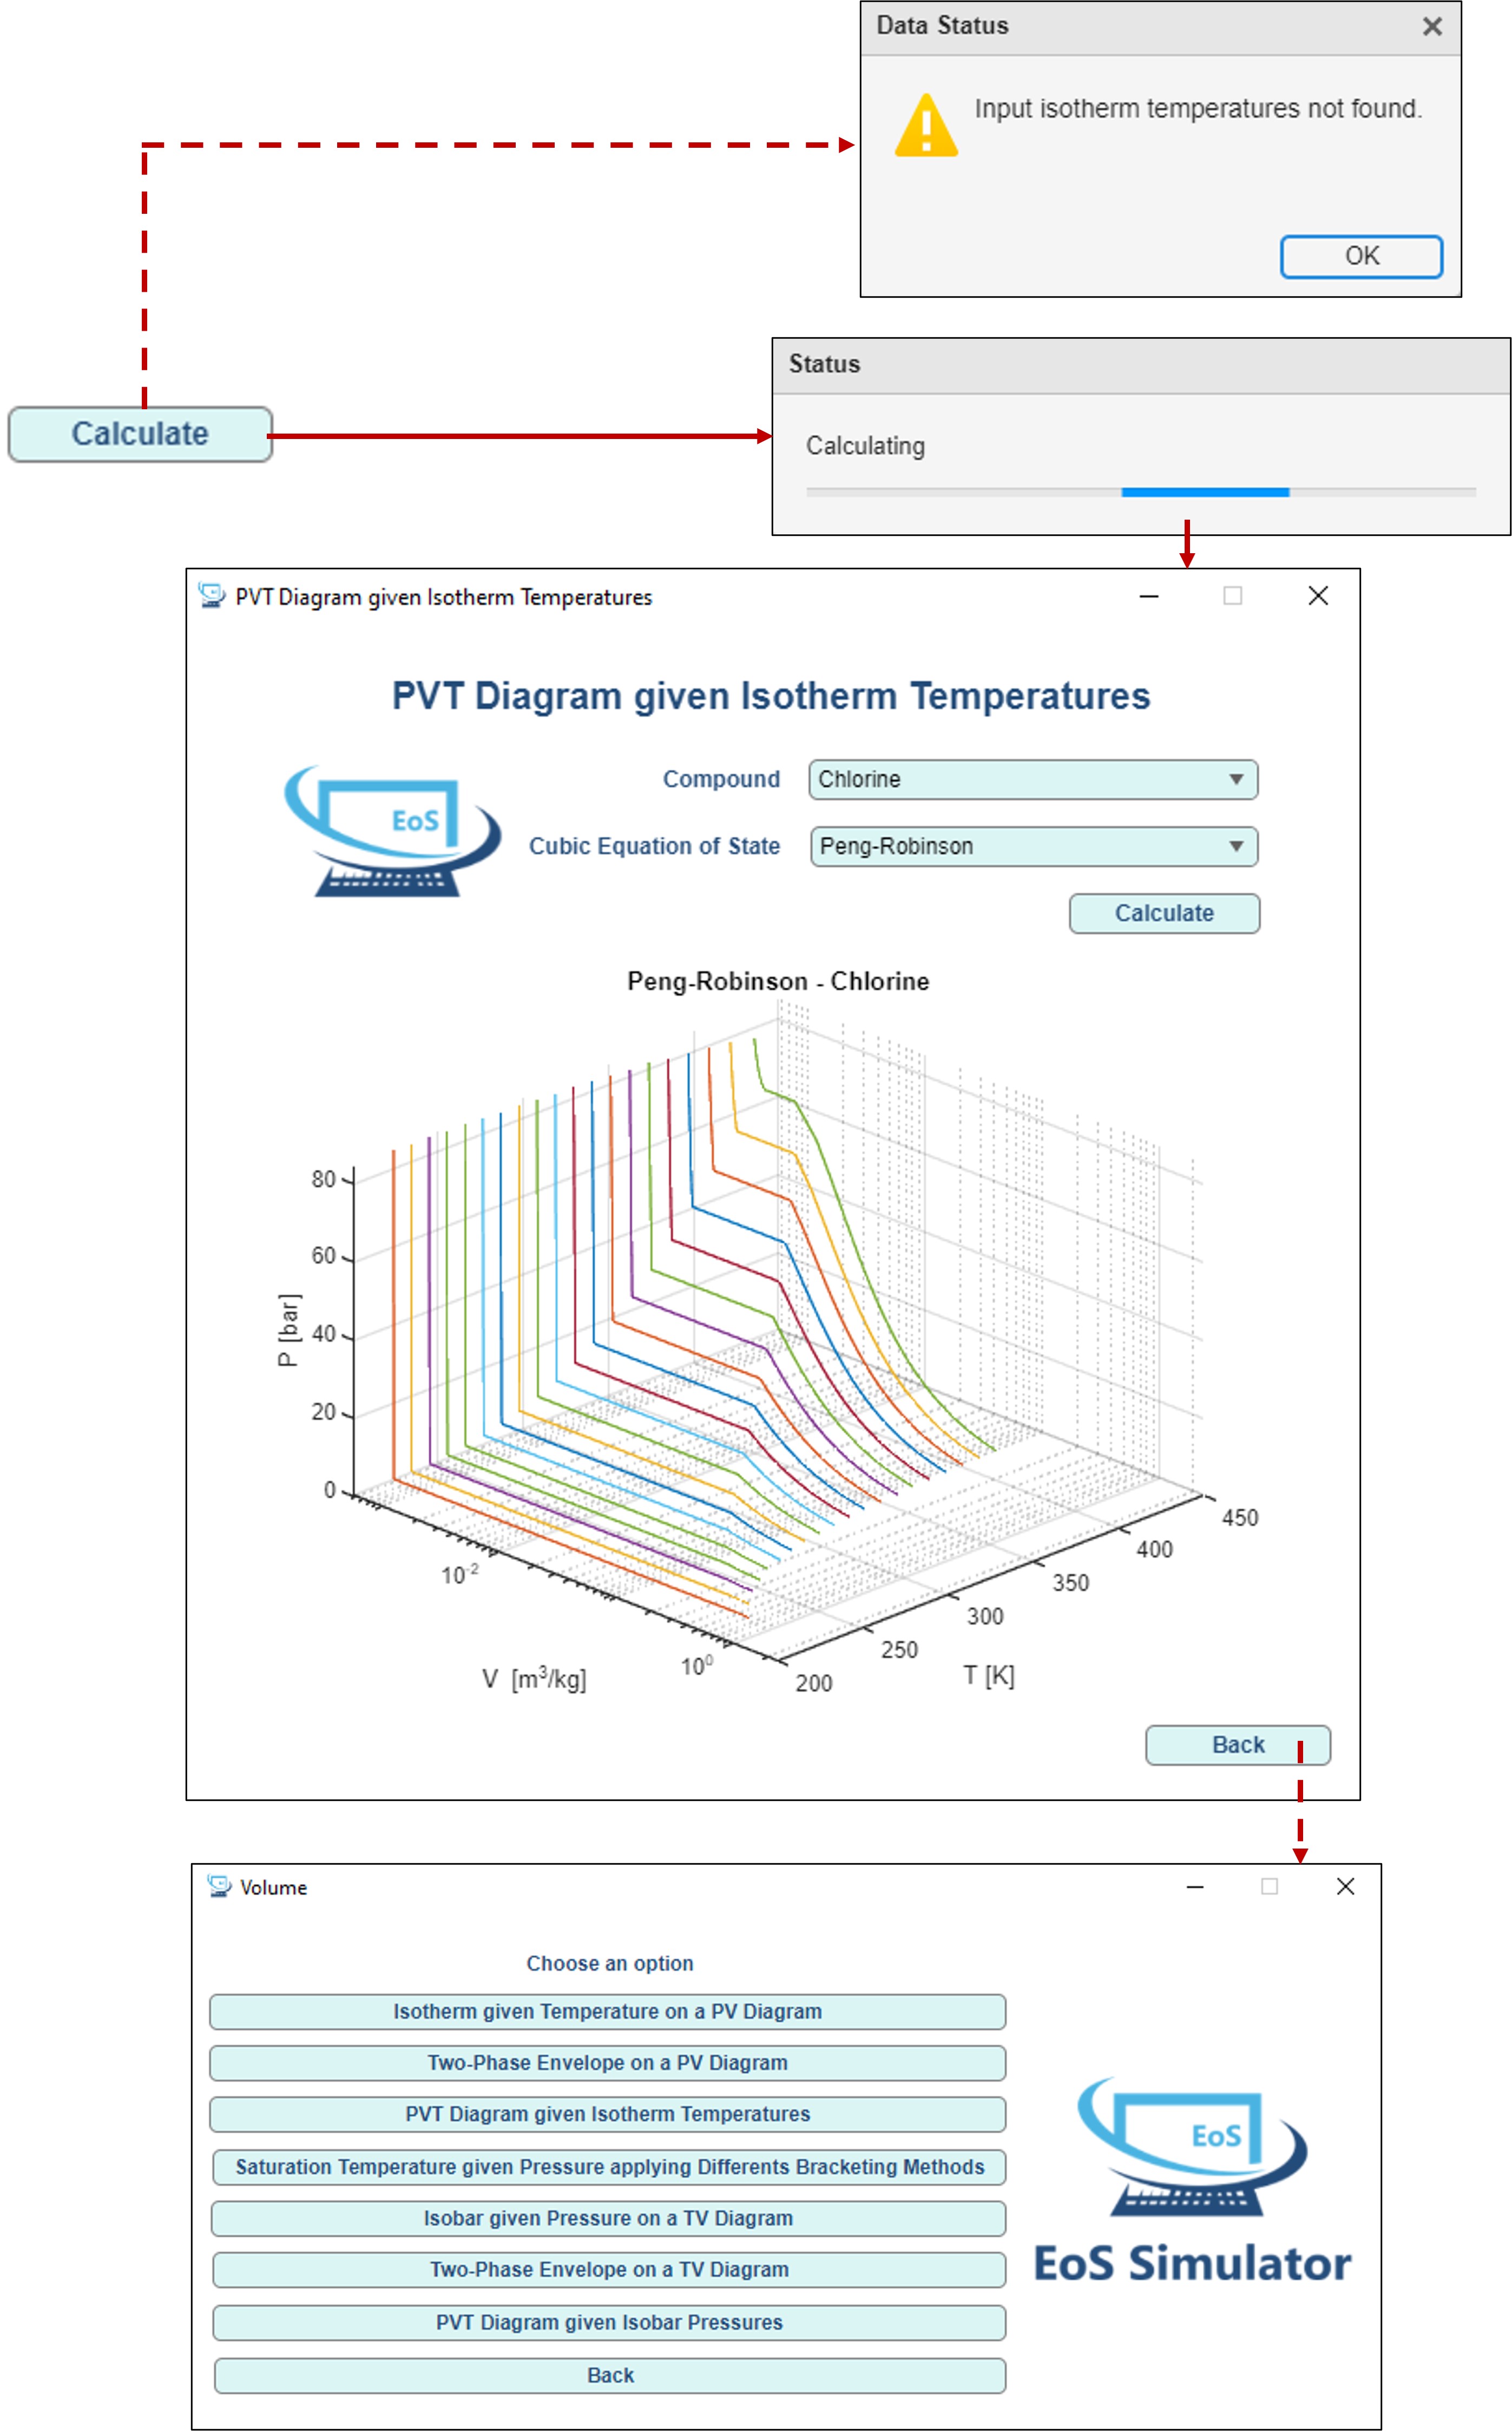 Data Status
Input isotherm temperatures not found.
OK
Status
Calculate
Calculating
PVT Diagram given Isotherm Temperatures
PVT Diagram given Isotherm Temperatures
EoS
Compound
Chlorine
Cubic Equation of State
Peng-Robinson
Calculate
Peng-Robinson - Chlorine
80
60
40
20
0
P [bar]
10⁻²
10⁰
V [m³/kg]
200
250
300
350
400
450
T [K]
Back
Volume
Choose an option
Isotherm given Temperature on a PV Diagram
Two-Phase Envelope on a PV Diagram
PVT Diagram given Isotherm Temperatures
Saturation Temperature given Pressure applying Differents Bracketing Methods
Isobar given Pressure on a TV Diagram
Two-Phase Envelope on a TV Diagram
PVT Diagram given Isobar Pressures
Back
EoS
EoS Simulator